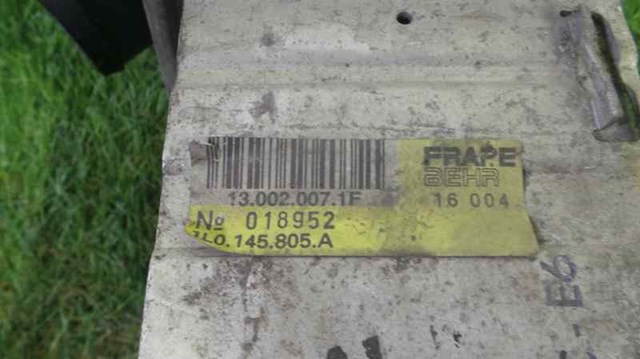 FRAPE
BEHR
13.002.007.1F
16 004
№ 018952
1L0.145.805.A
E6